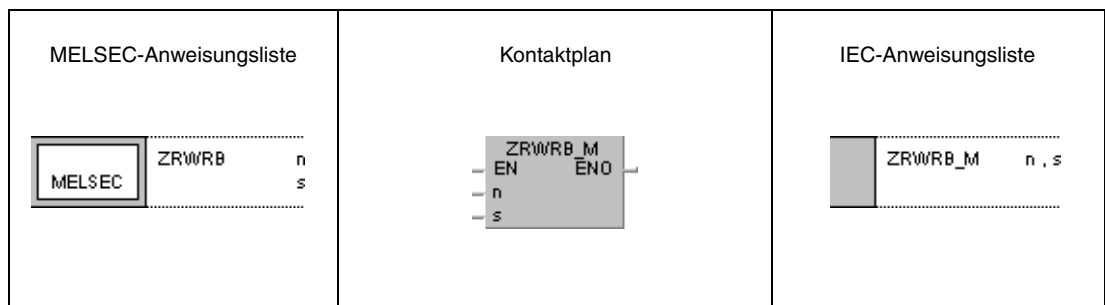 MELSEC-Anweisungsliste
MELSEC
ZRWRB n
s
Kontaktplan
ZRWRB_M
EN ENO
n
s
IEC-Anweisungsliste
ZRWRB_M n , s